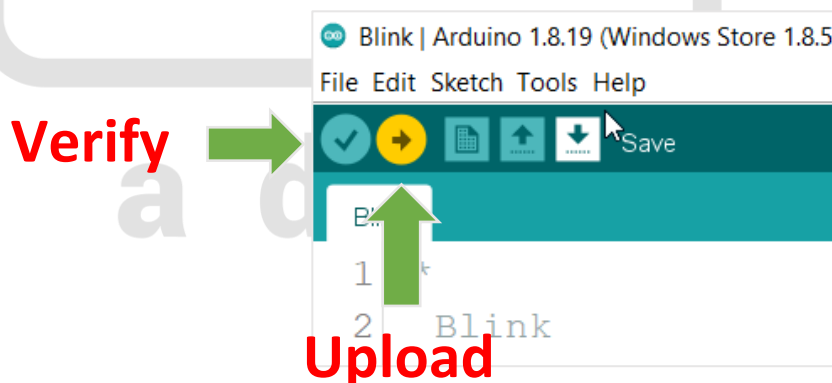 Blink | Arduino 1.8.19 (Windows Store 1.8.5
File Edit Sketch Tools Help
Verify
Save
a d
1 *
2 Blink
Upload